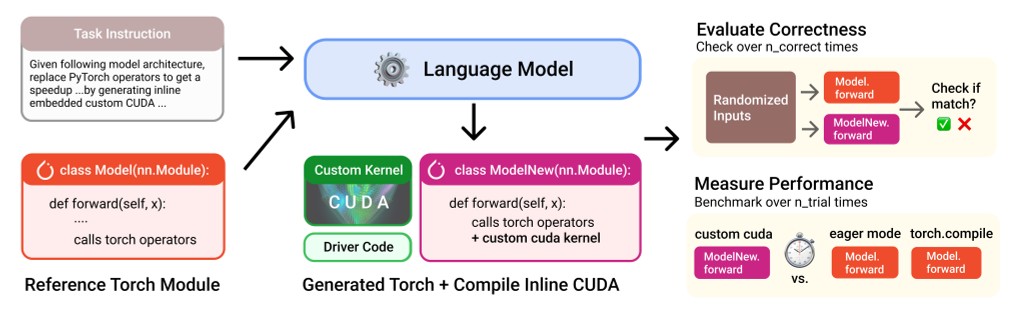 Task Instruction
Given following model architecture,
replace PyTorch operators to get a
speedup ...by generating inline
embedded custom CUDA ...
class Model(nn.Module):
def forward(self, x):
....
calls torch operators
Reference Torch Module
Language Model
Custom Kernel
CUDA
Driver Code
class ModelNew(nn.Module):
def forward(self, x):
calls torch operators
+ custom cuda kernel
Generated Torch + Compile Inline CUDA
Evaluate Correctness
Check over n_correct times
Randomized
Inputs
Model.
forward
ModelNew.
forward
Check if
match?
Measure Performance
Benchmark over n_trial times
custom cuda
ModelNew.
forward
vs.
eager mode
Model.
forward
torch.compile
Model.
forward